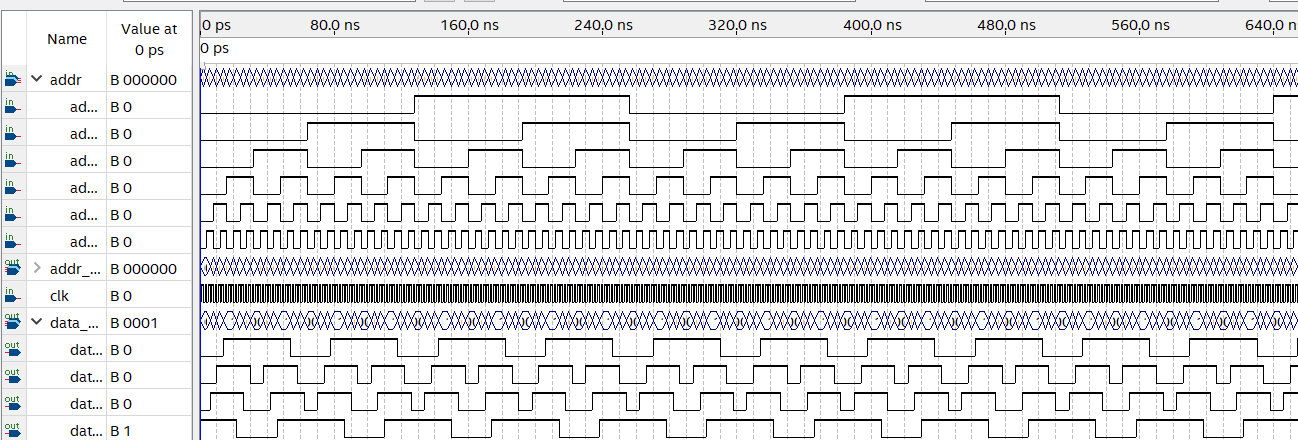 Name
Value at
0 ps
0 ps 80.0 ns 160.0 ns 240.0 ns 320.0 ns 400.0 ns 480.0 ns 560.0 ns 640.0 ns
0 ps
in addr B 000000
in ad... B 0
in ad... B 0
in ad... B 0
in ad... B 0
in ad... B 0
in ad... B 0
out addr_... B 000000
in clk B 0
out data_... B 0001
out dat... B 0
out dat... B 0
out dat... B 0
out dat... B 1